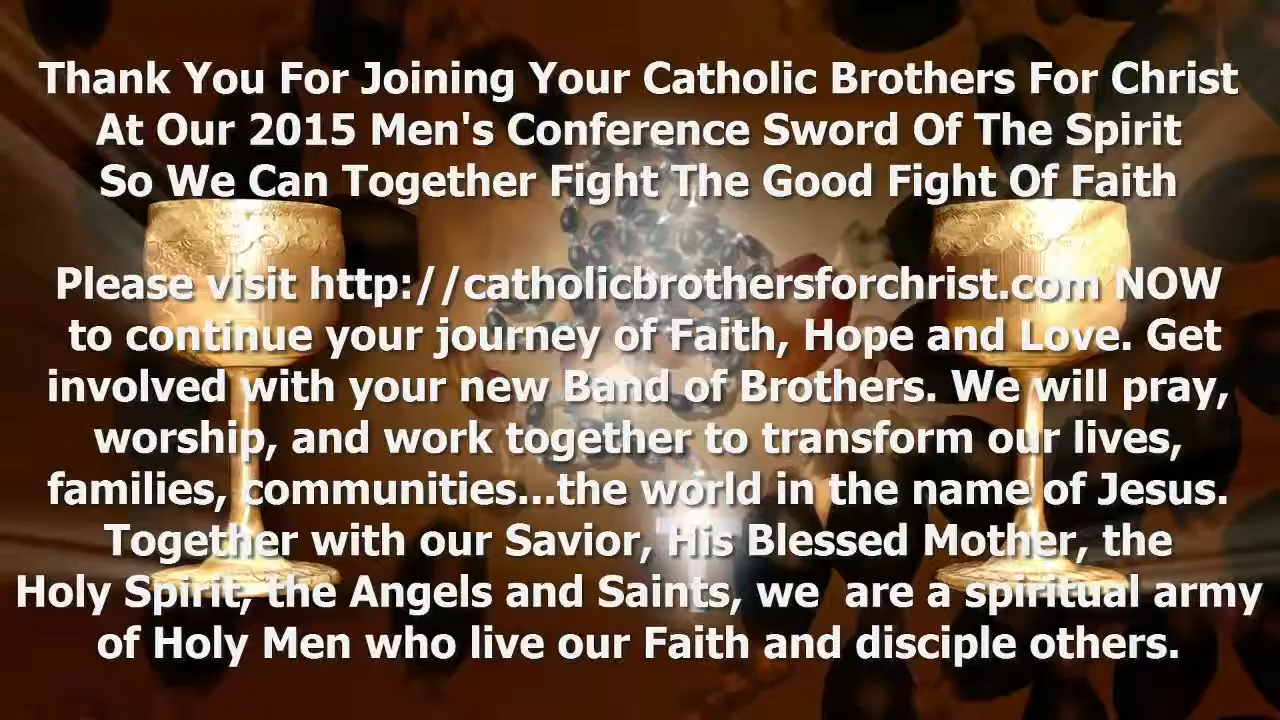 Thank You For Joining Your Catholic Brothers For Christ
At Our 2015 Men's Conference Sword Of The Spirit
So We Can Together Fight The Good Fight Of Faith
Please visit http://catholicbrothersforchrist.com NOW
to continue your journey of Faith, Hope and Love. Get
involved with your new Band of Brothers. We will pray,
worship, and work together to transform our lives,
families, communities...the world in the name of Jesus.
Together with our Savior, His Blessed Mother, the
Holy Spirit, the Angels and Saints, we  are a spiritual army
of Holy Men who live our Faith and disciple others.